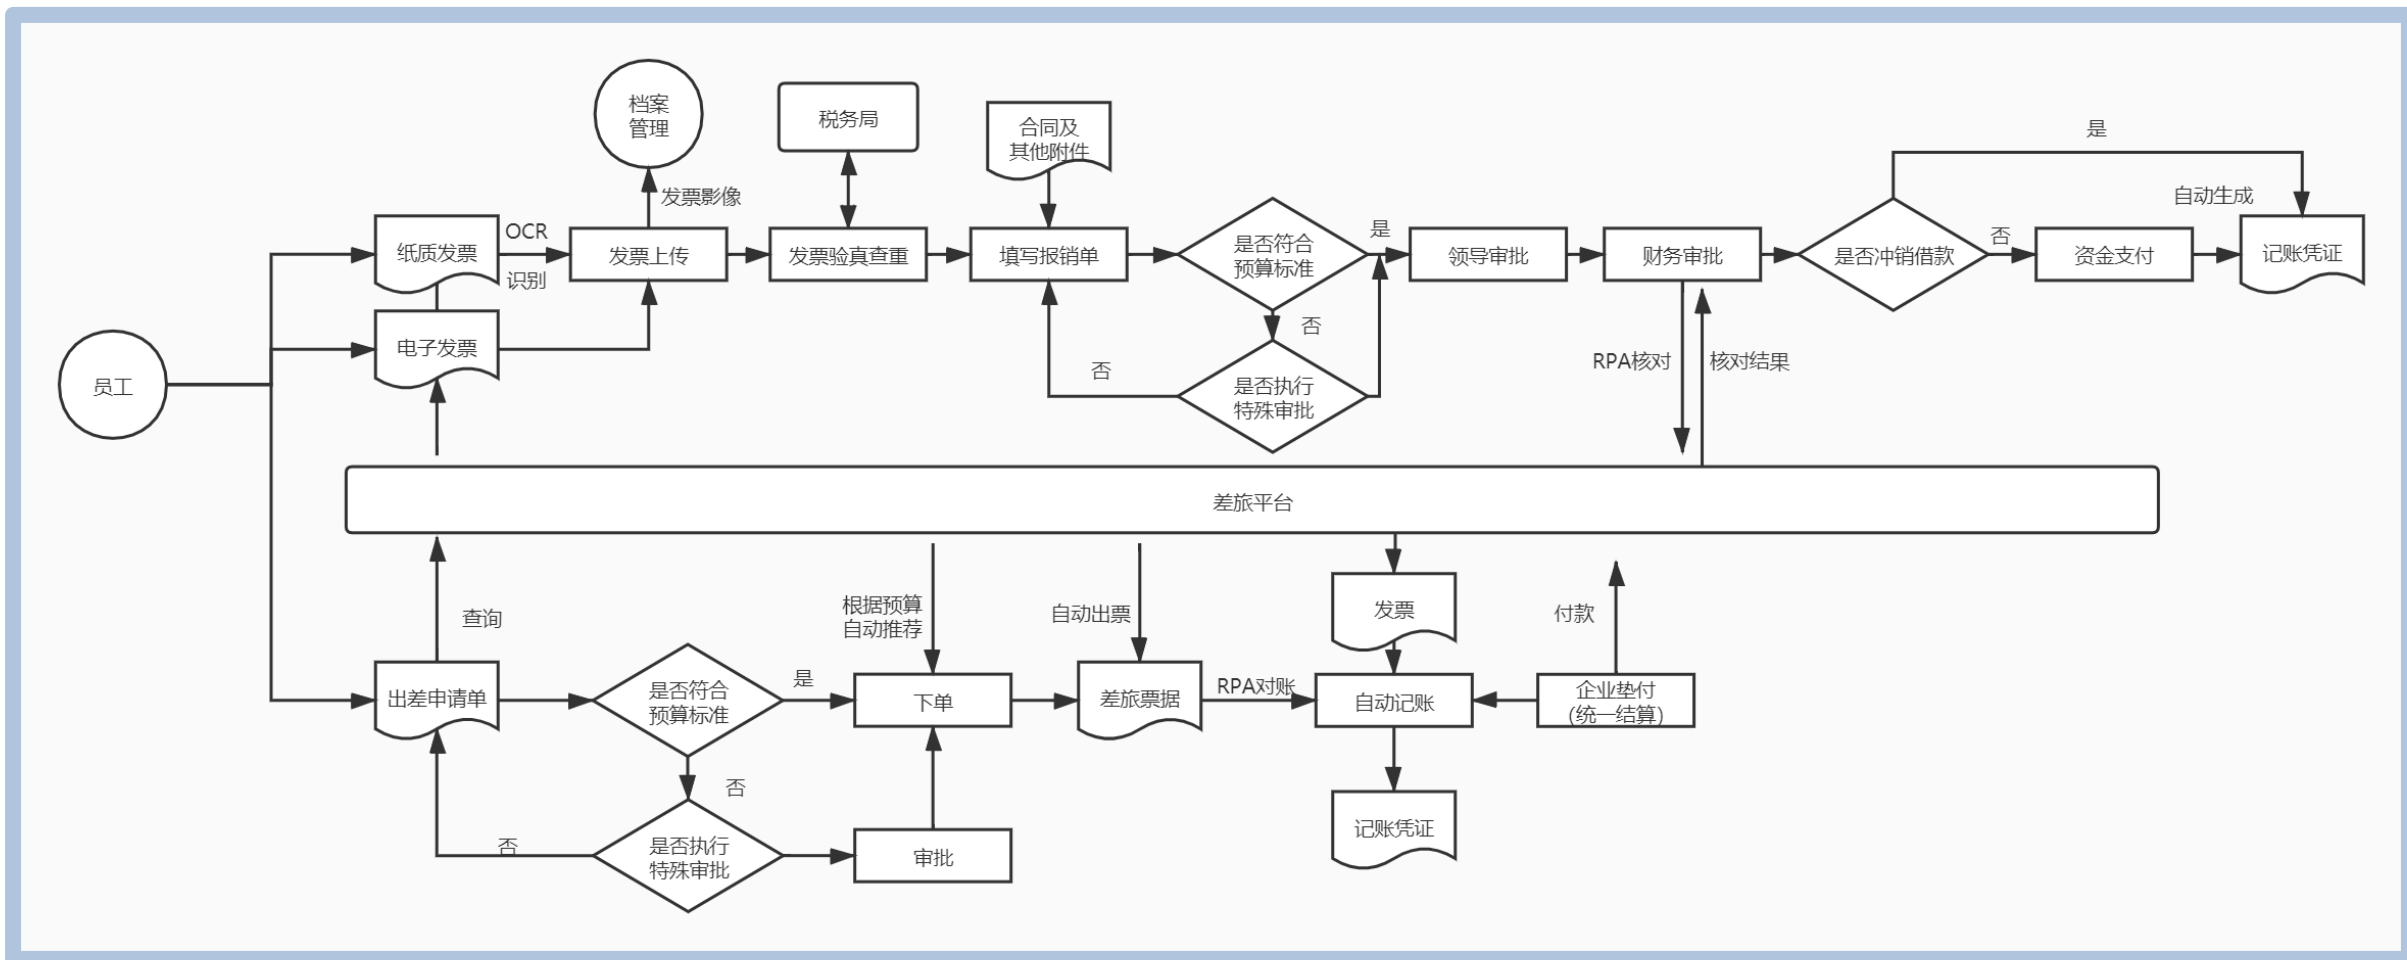 档案
管理
税务局
合同及
其他附件
是
发票影像
自动生成
纸质发票
OCR
识别
发票上传
发票验真查重
填写报销单
是否符合
预算标准
是
领导审批
财务审批
是否冲销借款
否
资金支付
记账凭证
否
电子发票
员工
否
是否执行
特殊审批
RPA核对
核对结果
差旅平台
查询
根据预算
自动推荐
自动出票
发票
付款
出差申请单
是否符合
预算标准
是
下单
差旅票据
RPA对账
自动记账
企业垫付
（统一结算）
否
否
是否执行
特殊审批
审批
记账凭证